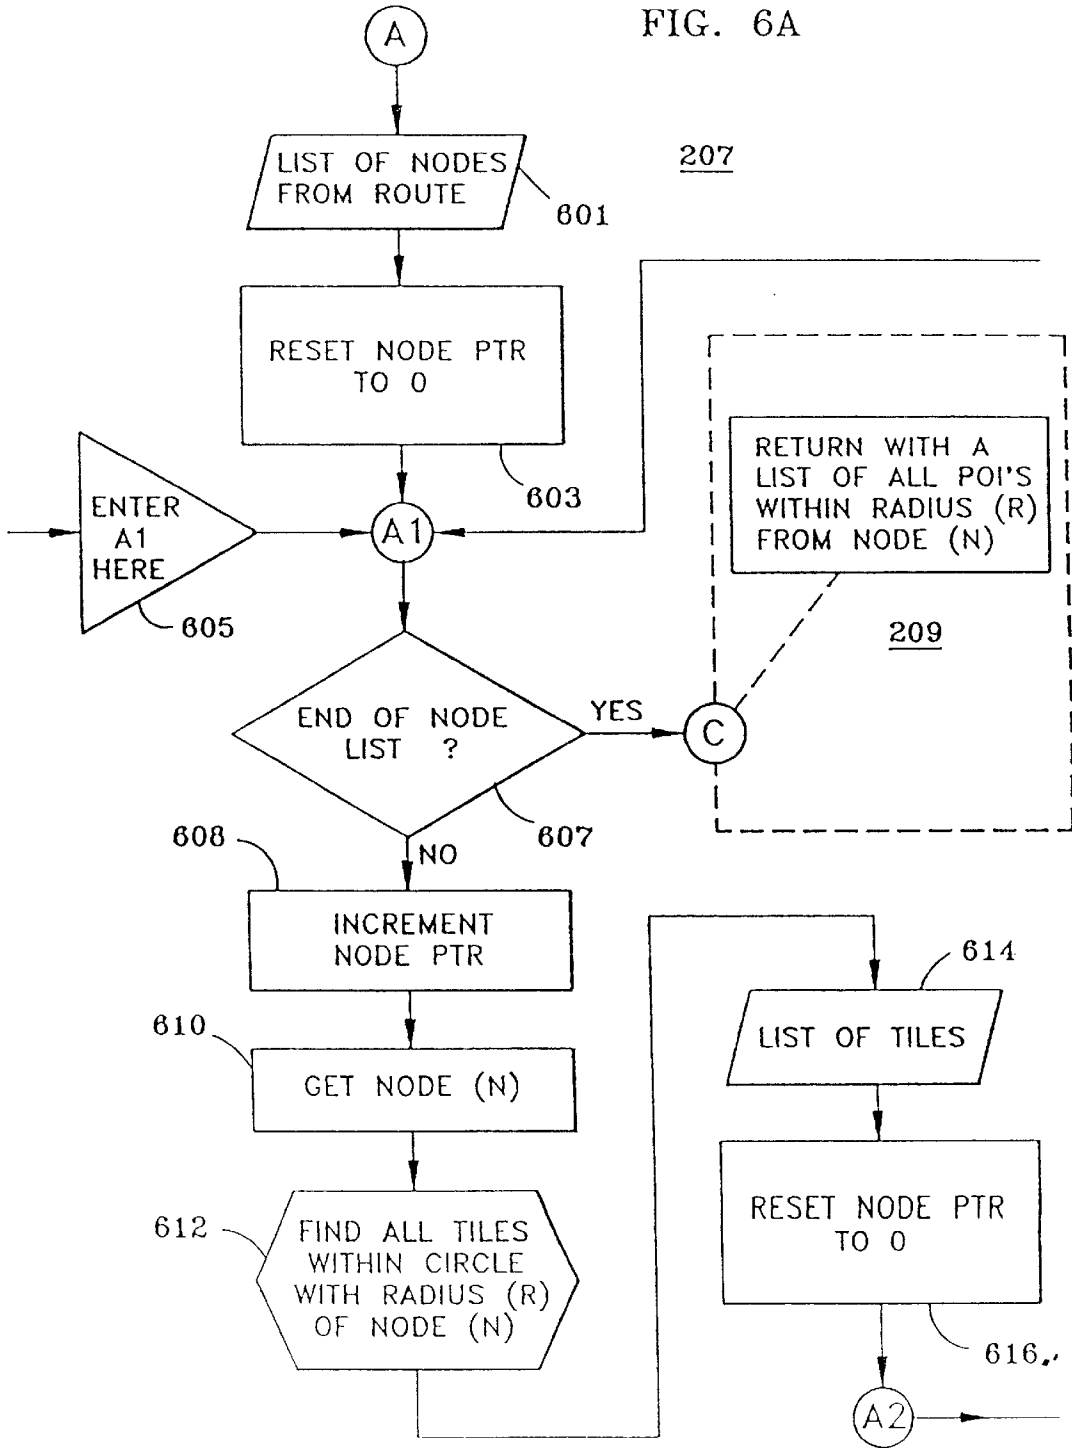 FIG. 6A
A
207
LIST OF NODES
FROM ROUTE
601
RESET NODE PTR
TO 0
603
ENTER
A1
HERE
605
A1
RETURN WITH A
LIST OF ALL POI'S
WITHIN RADIUS (R)
FROM NODE (N)
209
END OF NODE
LIST ?
607
YES
C
NO
608
INCREMENT
NODE PTR
610
GET NODE (N)
612
FIND ALL TILES
WITHIN CIRCLE
WITH RADIUS (R)
OF NODE (N)
614
LIST OF TILES
RESET NODE PTR
TO 0
616
A2